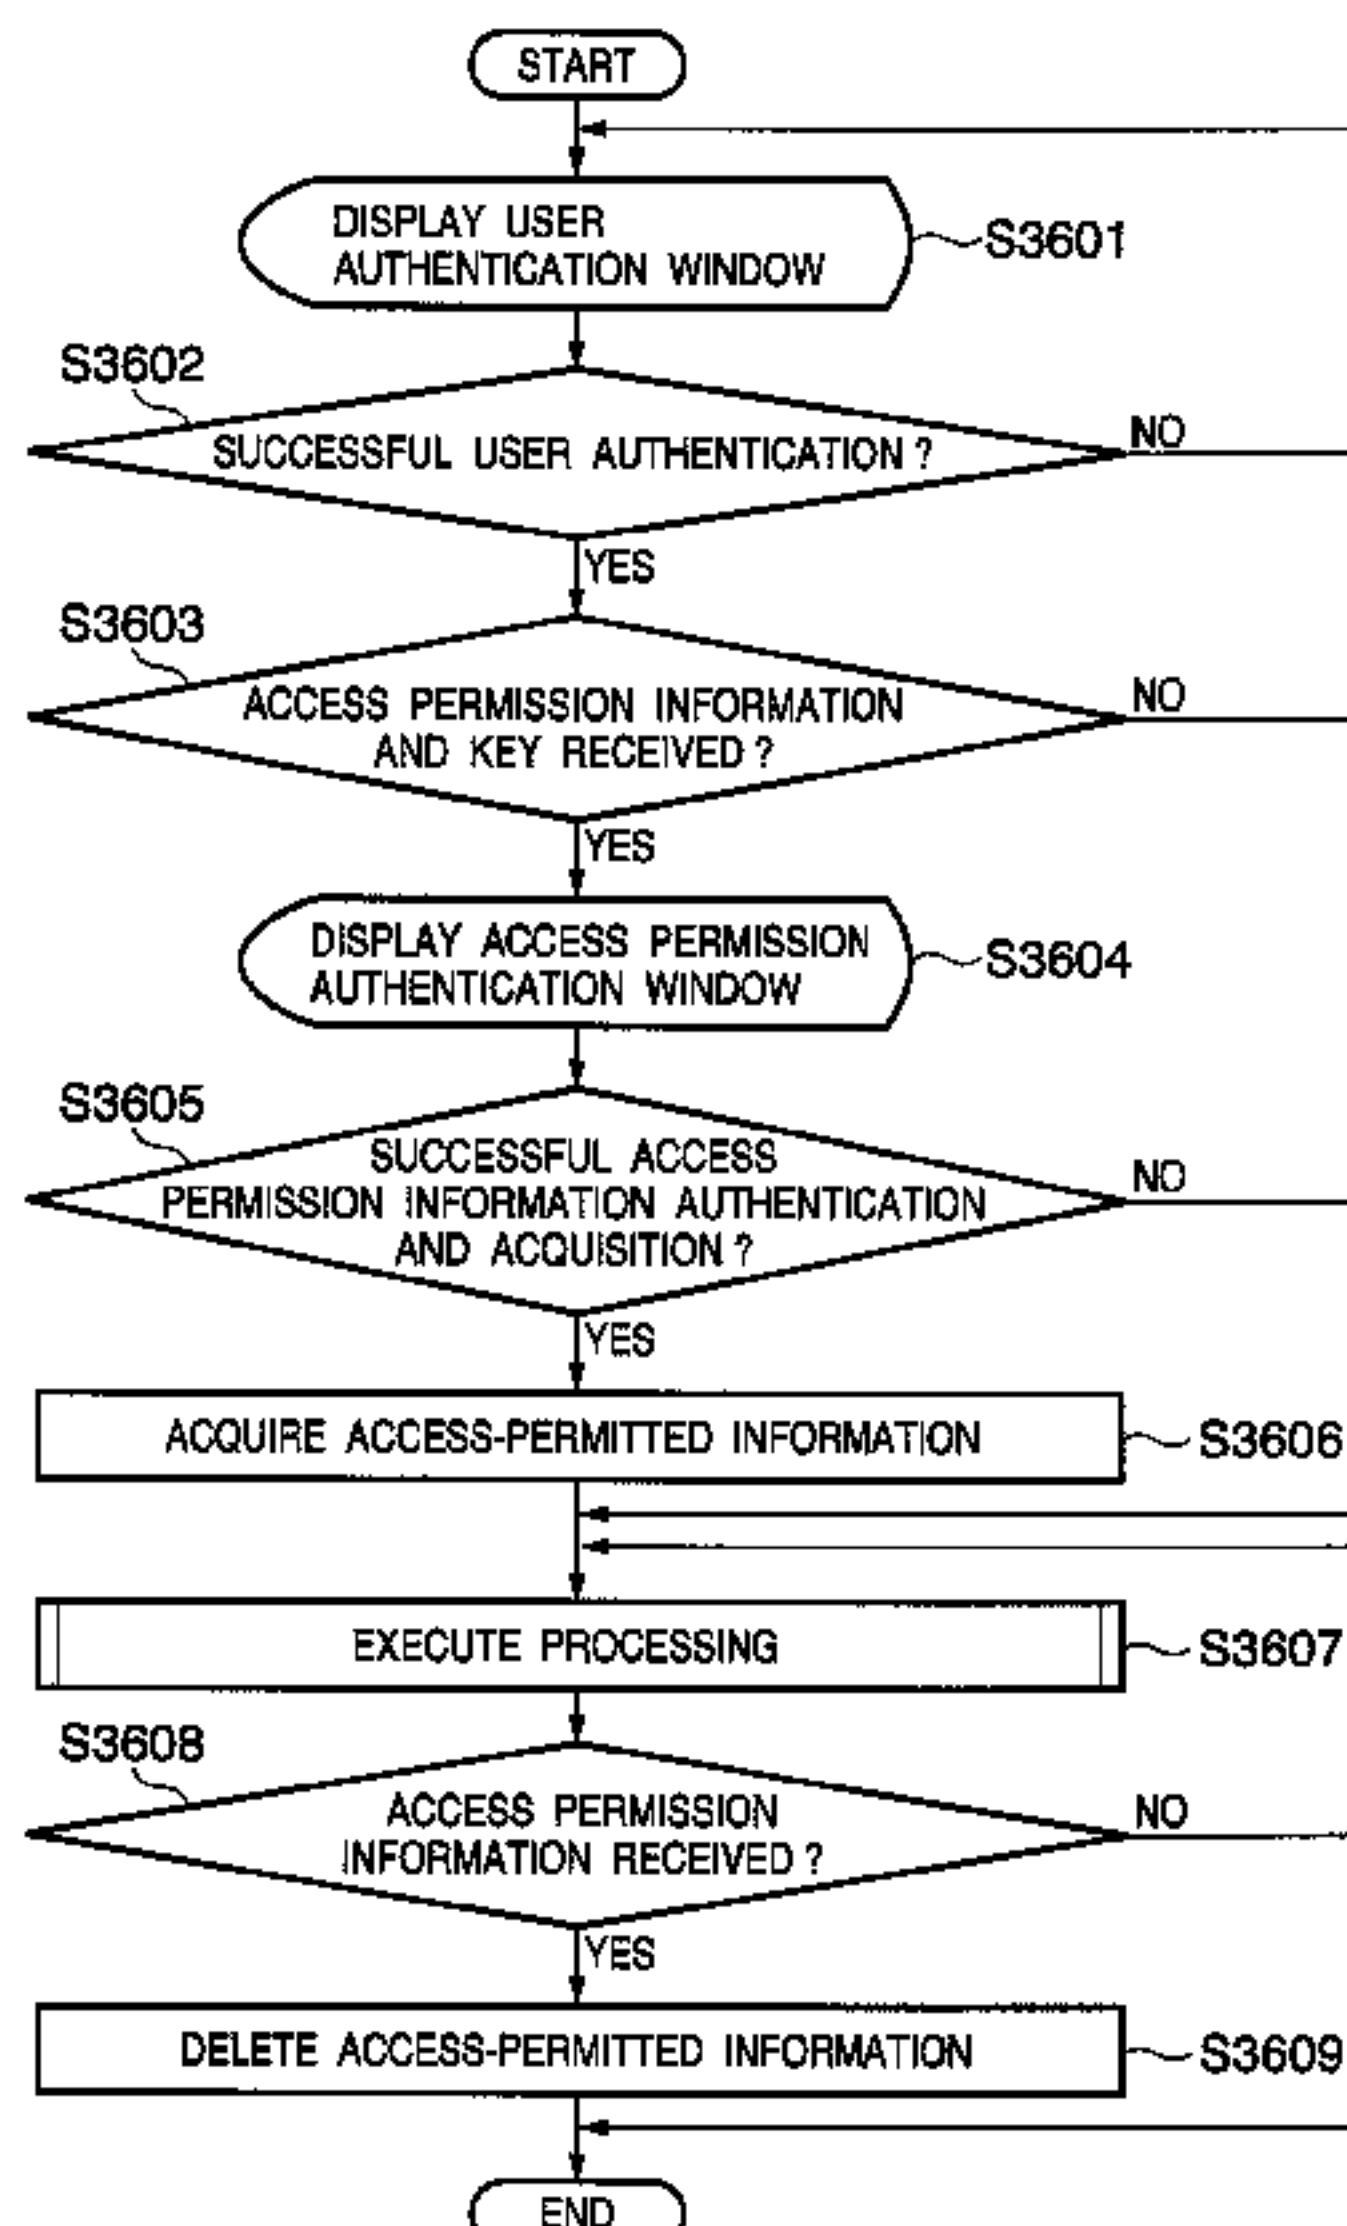 START
DISPLAY USER
AUTHENTICATION WINDOW
S3601
S3602
SUCCESSFUL USER AUTHENTICATION ?
NO
YES
S3603
ACCESS PERMISSION INFORMATION
AND KEY RECEIVED ?
NO
YES
DISPLAY ACCESS PERMISSION
AUTHENTICATION WINDOW
S3604
S3605
SUCCESSFUL ACCESS
PERMISSION INFORMATION AUTHENTICATION
AND ACQUISITION ?
NO
YES
ACQUIRE ACCESS-PERMITTED INFORMATION
S3606
EXECUTE PROCESSING
S3607
S3608
ACCESS PERMISSION
INFORMATION RECEIVED ?
NO
YES
DELETE ACCESS-PERMITTED INFORMATION
S3609
END